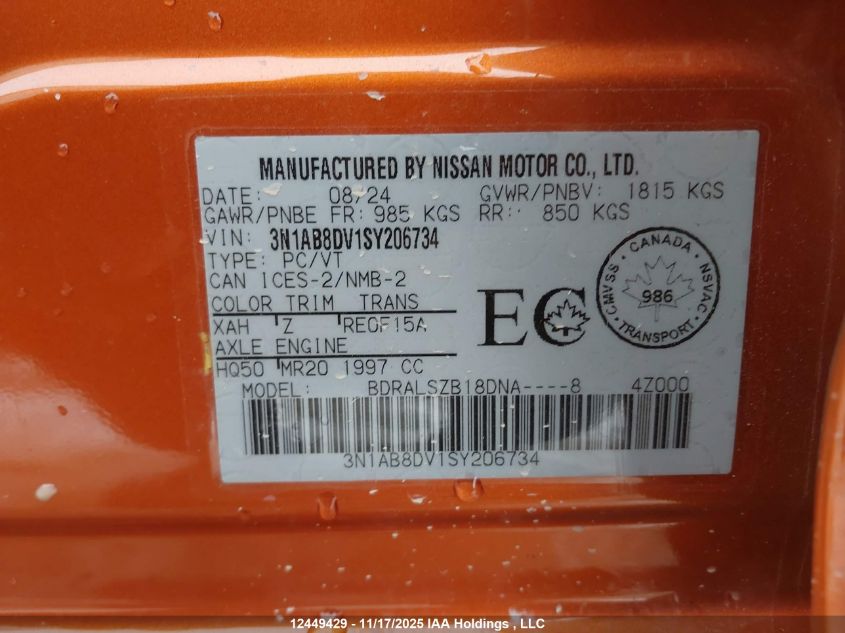 MANUFACTURED BY NISSAN MOTOR CO., LTD.
DATE: 08/24 GVWR/PNBV: 1815 KGS
GAWR/PNBE FR: 985 KGS RR: 850 KGS
VIN: 3N1AB8DV1SY206734
TYPE: PC/VT
CAN ICES-2/NMB-2
COLOR TRIM TRANS
XAH Z RE0F15A
AXLE ENGINE
HQ50 MR20 1997 CC
EC
CANADA
CMVSS NSVAC
986
TRANSPORT
MODEL: BDRALSZB18DNA----8 4Z000
3N1AB8DV1SY206734
12449429 - 11/17/2025 IAA Holdings , LLC